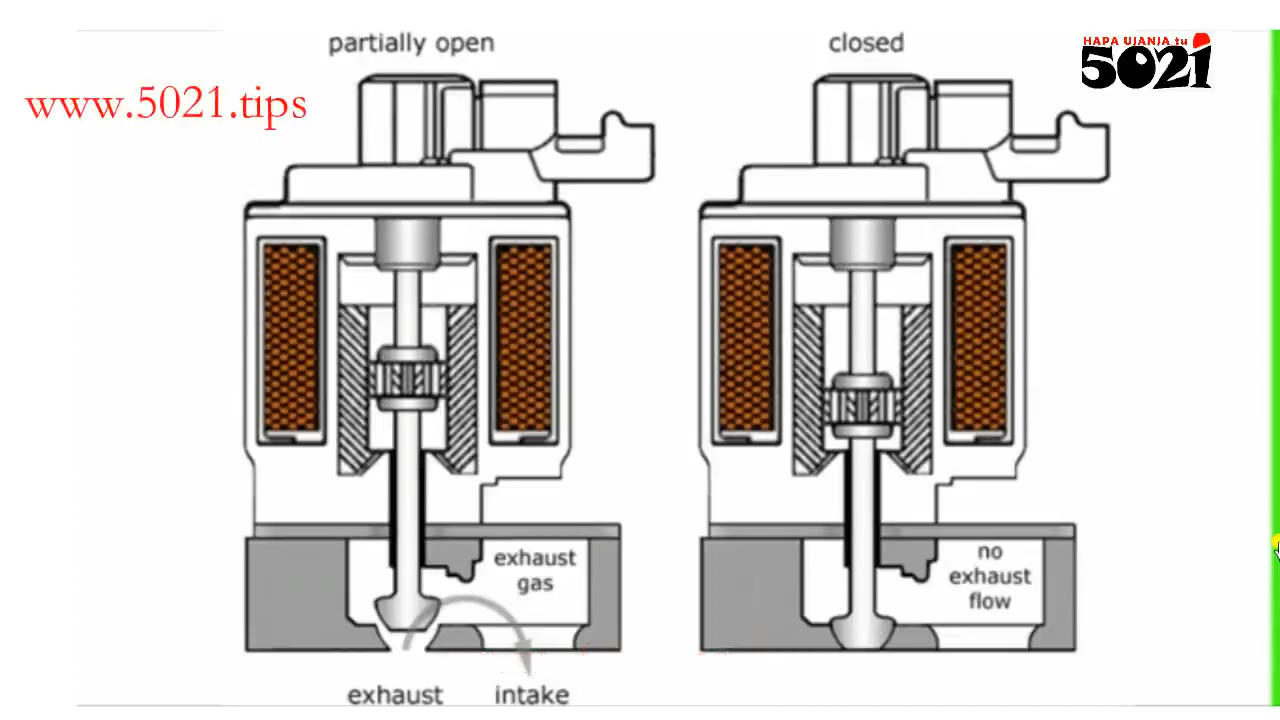 partially open
closed
HAPA UJANJA tu
5021
www.5021.tips
exhaust
gas
no
exhaust
flow
exhaust
intake